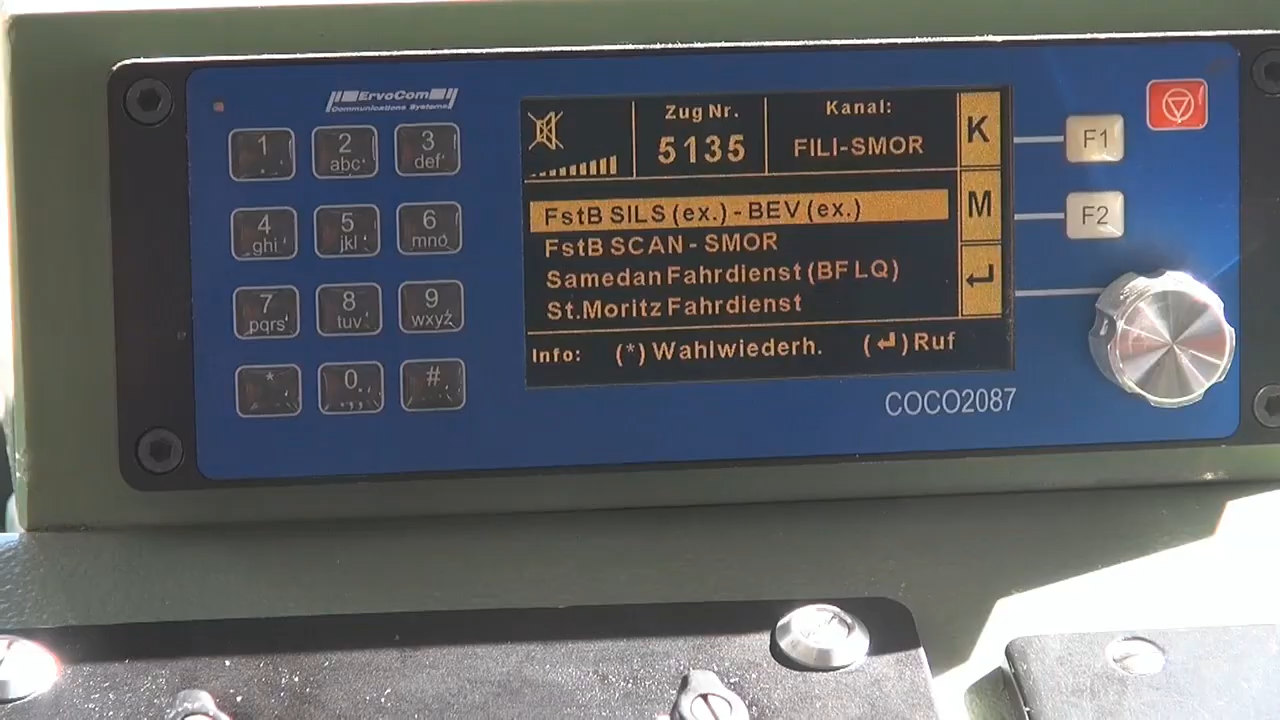 ErvoCom
Communications Systems
1
.
2
abc
3
def
4
ghi
5
jkl
6
mno
7
pqrs
8
tuv
9
wxyz
*
0
#
Zug Nr.
5135
Kanal:
FILI-SMOR
K
M
FstB SILS (ex.) - BEV (ex.)
FstB SCAN - SMOR
Samedan Fahrdienst (BF LQ)
St.Moritz Fahrdienst
Info: (*) Wahlwiederh. (↵) Ruf
F1
F2
COCO2087